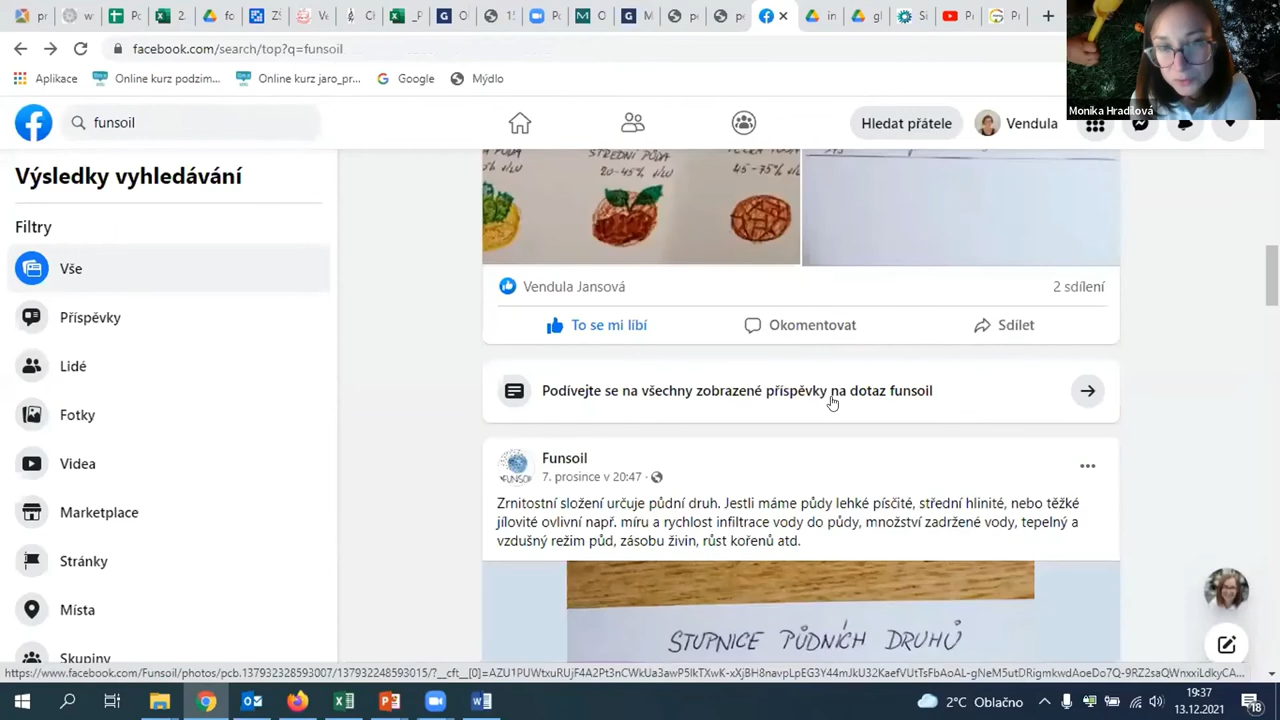 facebook.com/search/top?q=funsoil
Aplikace Online kurz podzim... Online kurz jaro_pr... Google Mýdlo
Monika Hradilová
funsoil
Hledat přátele
Vendula
Výsledky vyhledávání
Filtry
Vše
Příspěvky
Lidé
Fotky
Videa
Marketplace
Stránky
Místa
Skupiny
STŘEDNÍ PŮDA
20-45%
45-75%
Vendula Jansová
2 sdílení
To se mi líbí
Okomentovat
Sdílet
Podívejte se na všechny zobrazené příspěvky na dotaz funsoil
Funsoil
7. prosince v 20:47
Zrnitostní složení určuje půdní druh. Jestli máme půdy lehké písčité, střední hlinité, nebo těžké
jílovité ovlivní např. míru a rychlost infiltrace vody do půdy, množství zadržené vody, tepelný a
vzdušný režim půd, zásobu živin, růst kořenů atd.
STUPNICE PŮDNÍCH DRUHŮ
2°C Oblačno
19:37
13.12.2021
18